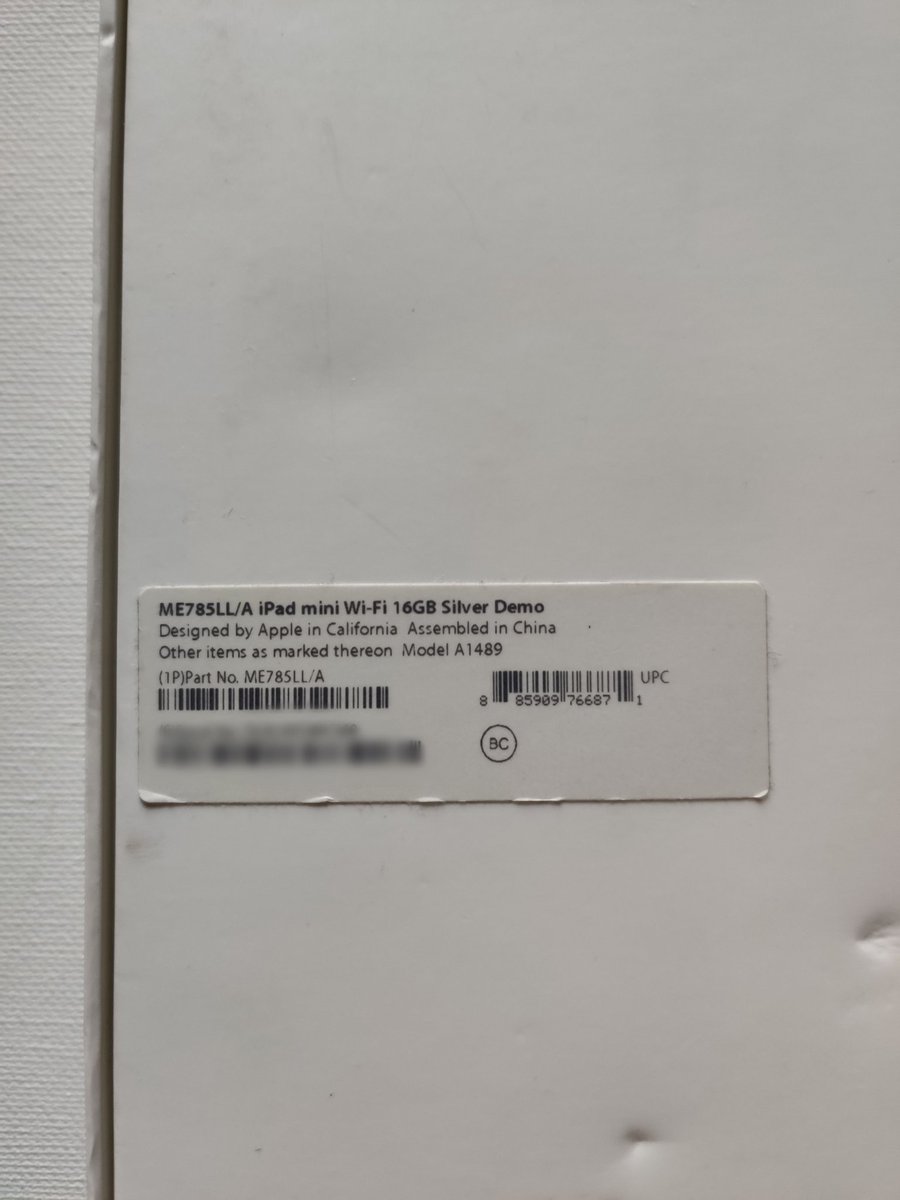 ME785LL/A iPad mini Wi-Fi 16GB Silver Demo
Designed by Apple in California Assembled in China
Other items as marked thereon Model A1489
(1P)Part No. ME785LL/A
UPC
8 85909 76687 1
BC